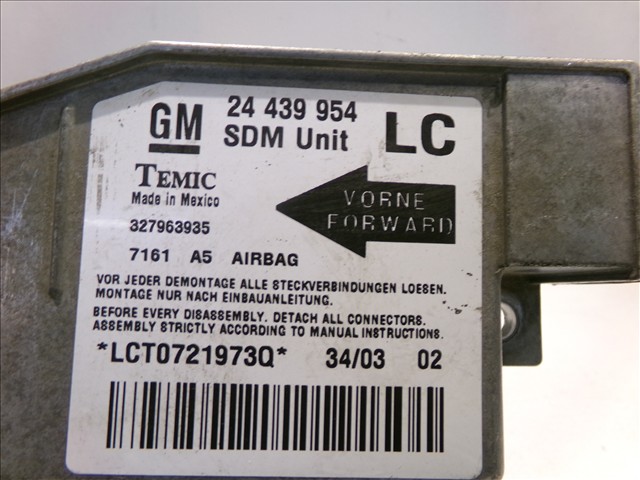 GM 24 439 954 LC
SDM Unit
TEMIC
Made in Mexico
VORNE
FORWARD
327963935
7161 A5 AIRBAG
VOR JEDER DEMONTAGE ALLE STECKVERBINDUNGEN LOESEN.
MONTAGE NUR NACH EINBAUANLEITUNG.
BEFORE EVERY DISASSEMBLY. DETACH ALL CONNECTORS.
ASSEMBLY STRICTLY ACCORDING TO MANUAL INSTRUCTIONS.
*LCT0721973Q* 34/03 02